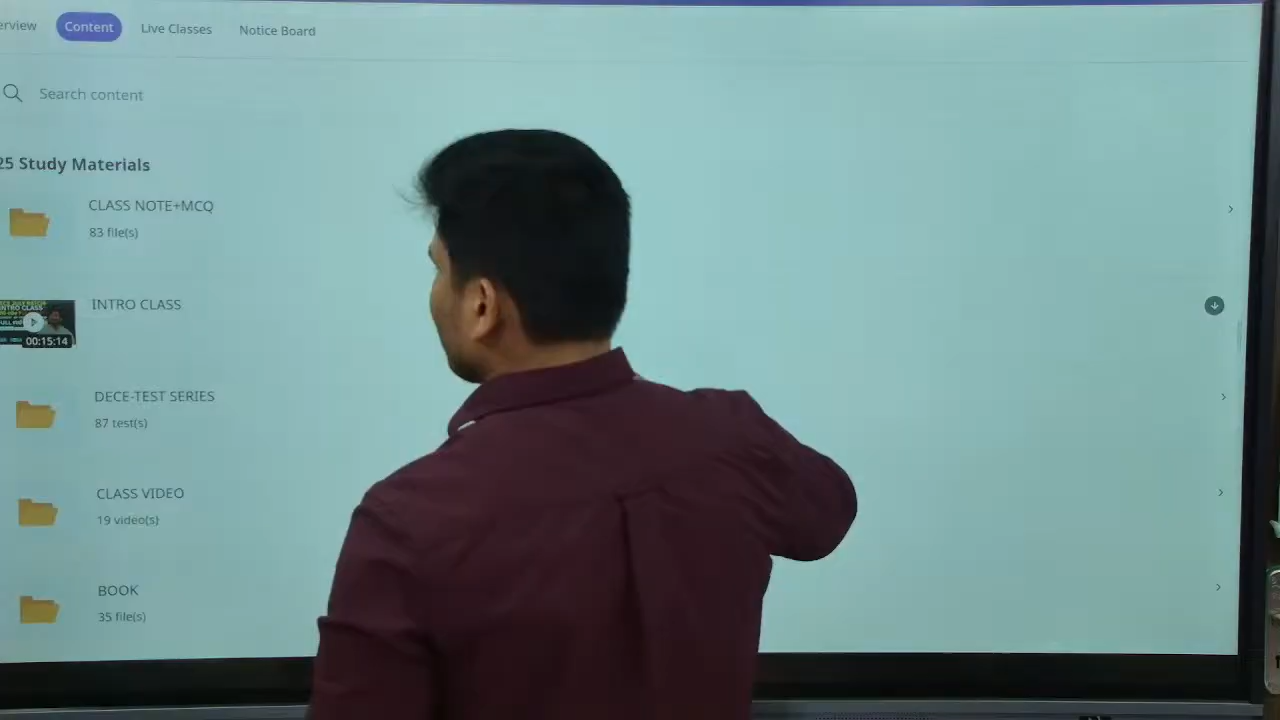 erview Content Live Classes Notice Board
Search content
25 Study Materials
CLASS NOTE+MCQ
83 file(s)
INTRO CLASS
00:15:14
DECE-TEST SERIES
87 test(s)
CLASS VIDEO
19 video(s)
BOOK
35 file(s)